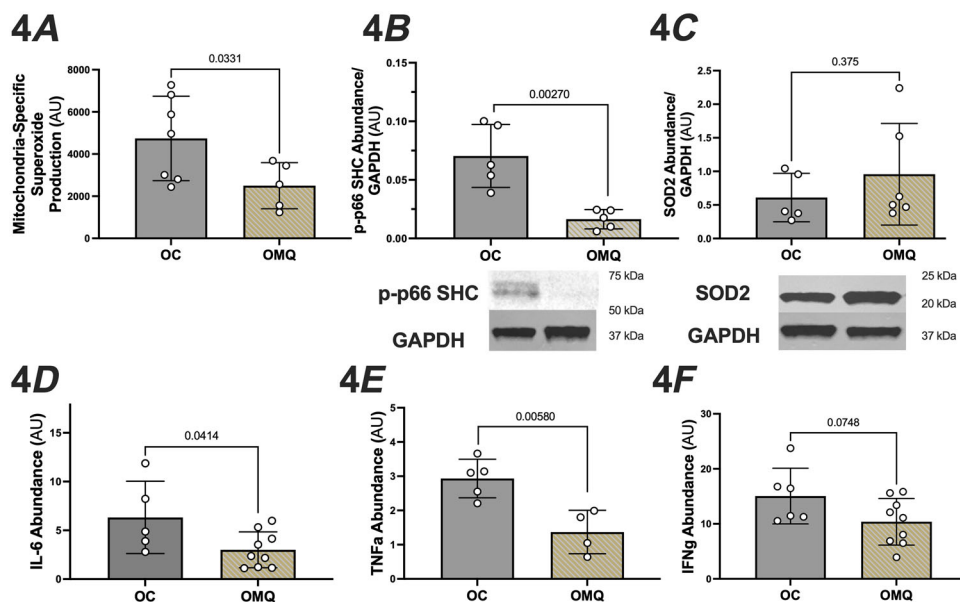 4A
Mitochondria-Specific
Superoxide
Production (AU)
8000
6000
4000
2000
0
0.0331
OC
OMQ
4B
p-p66 SHC Abundance/
GAPDH (AU)
0.15
0.10
0.05
0.00
0.00270
OC
OMQ
p-p66 SHC
GAPDH
75 kDa
50 kDa
37 kDa
4C
SOD2 Abundance/
GAPDH (AU)
2.5
2.0
1.5
1.0
0.5
0.0
0.375
OC
OMQ
SOD2
GAPDH
25 kDa
20 kDa
37 kDa
4D
IL-6 Abundance (AU)
15
10
5
0
0.0414
OC
OMQ
4E
TNFa Abundance (AU)
5
4
3
2
1
0
0.00580
OC
OMQ
4F
IFNg Abundance (AU)
30
20
10
0
0.0748
OC
OMQ